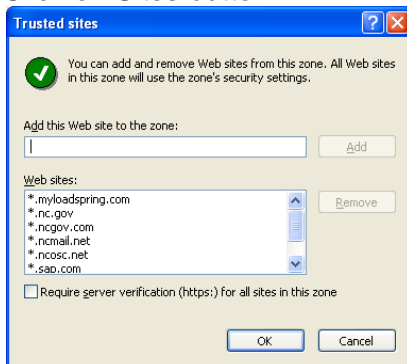 Trusted sites
You can add and remove Web sites from this zone. All Web sites
in this zone will use the zone's security settings.
Add this Web site to the zone:
Add
Web sites:
*.myloadspring.com
*.nc.gov
*.ncgov.com
*.ncmail.net
*.ncosc.net
*.sap.com
Remove
Require server verification (https:) for all sites in this zone
OK
Cancel